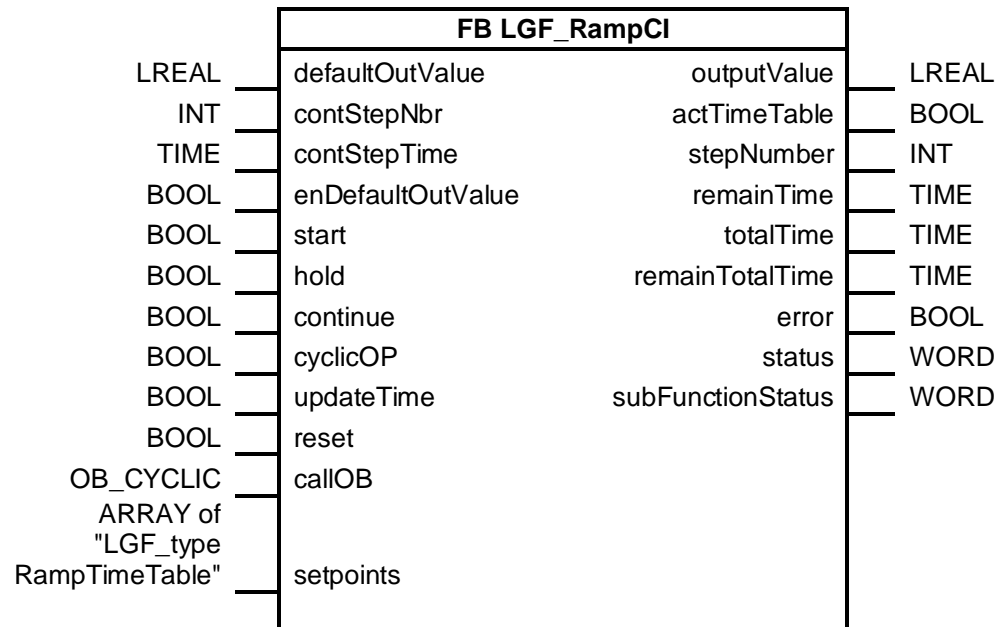 FB LGF_RampCI
LREAL defaultOutValue outputValue LREAL
INT contStepNbr actTimeTable BOOL
TIME contStepTime stepNumber INT
BOOL enDefaultOutValue remainTime TIME
BOOL start totalTime TIME
BOOL hold remainTotalTime TIME
BOOL continue error BOOL
BOOL cyclicOP status WORD
BOOL updateTime subFunctionStatus WORD
BOOL reset
OB_CYCLIC callOB
ARRAY of
"LGF_type
RampTimeTable" setpoints